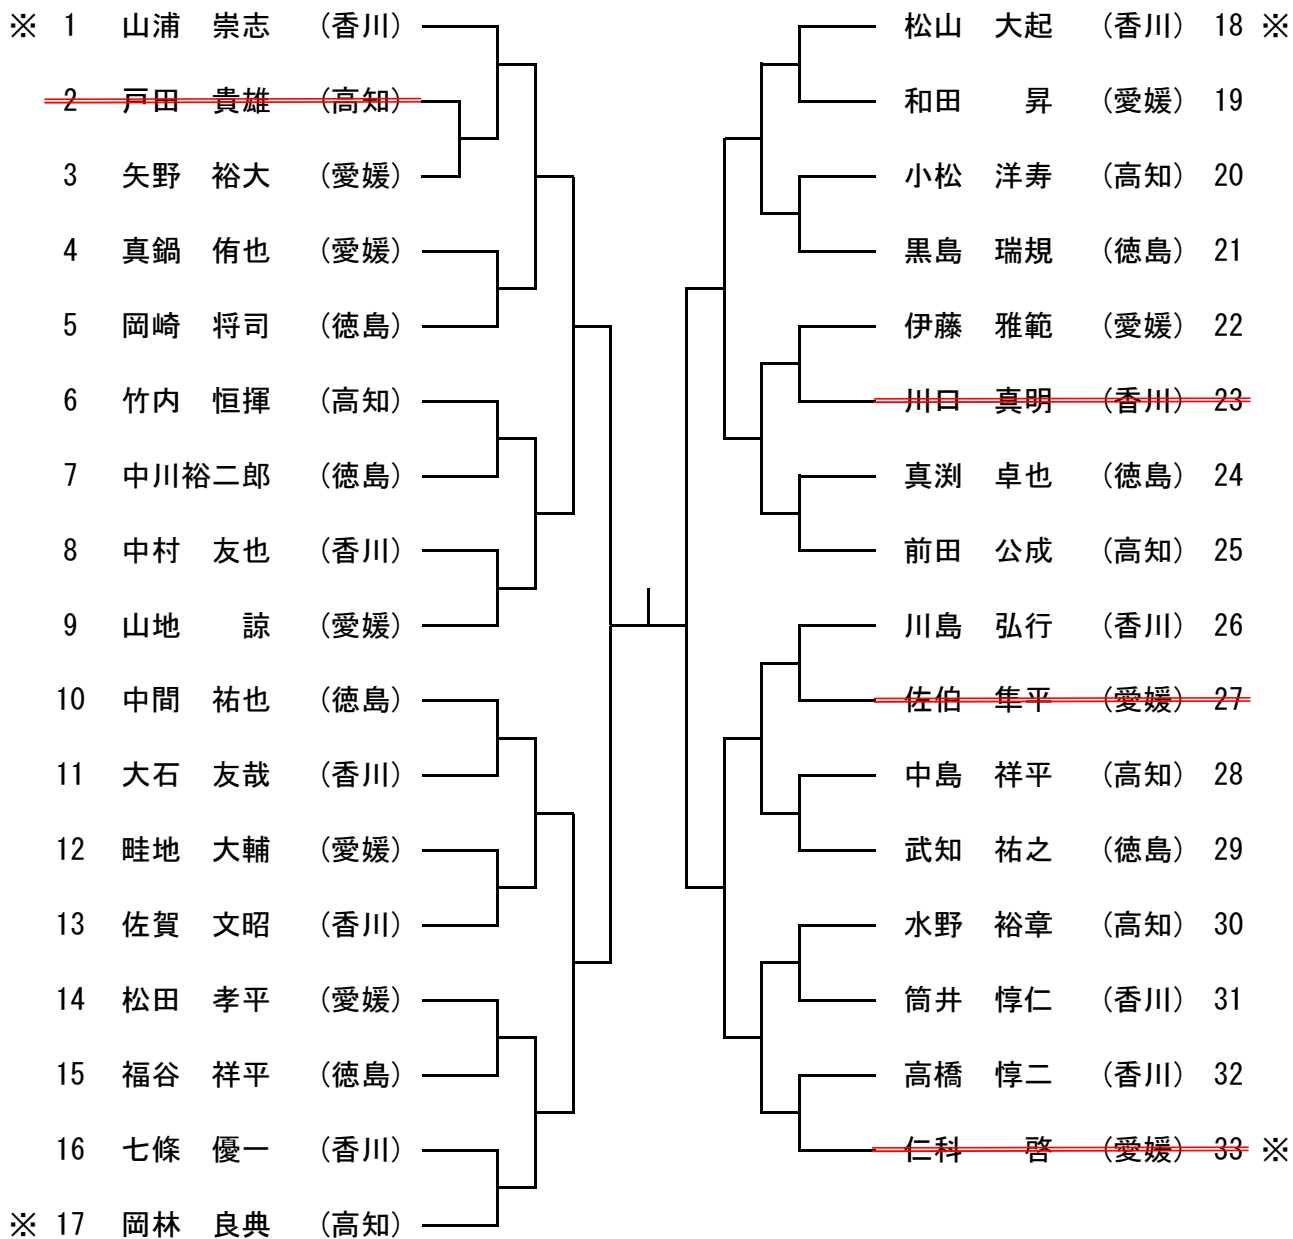 ※ 1 山浦 崇志 (香川)
2 戸田 貴雄 (高知)
3 矢野 裕大 (愛媛)
4 真鍋 侑也 (愛媛)
5 岡崎 将司 (徳島)
6 竹内 恒揮 (高知)
7 中川裕二郎 (徳島)
8 中村 友也 (香川)
9 山地 諒 (愛媛)
10 中間 祐也 (徳島)
11 大石 友哉 (香川)
12 畦地 大輔 (愛媛)
13 佐賀 文昭 (香川)
14 松田 孝平 (愛媛)
15 福谷 祥平 (徳島)
16 七條 優一 (香川)
※ 17 岡林 良典 (高知)
松山 大起 (香川) 18 ※
和田 昇 (愛媛) 19
小松 洋寿 (高知) 20
黒島 瑞規 (徳島) 21
伊藤 雅範 (愛媛) 22
川口 真明 (香川) 23
真渕 卓也 (徳島) 24
前田 公成 (高知) 25
川島 弘行 (香川) 26
佐伯 隼平 (愛媛) 27
中島 祥平 (高知) 28
武知 祐之 (徳島) 29
水野 裕章 (高知) 30
筒井 惇仁 (香川) 31
高橋 惇二 (香川) 32
仁科 啓 (愛媛) 33 ※